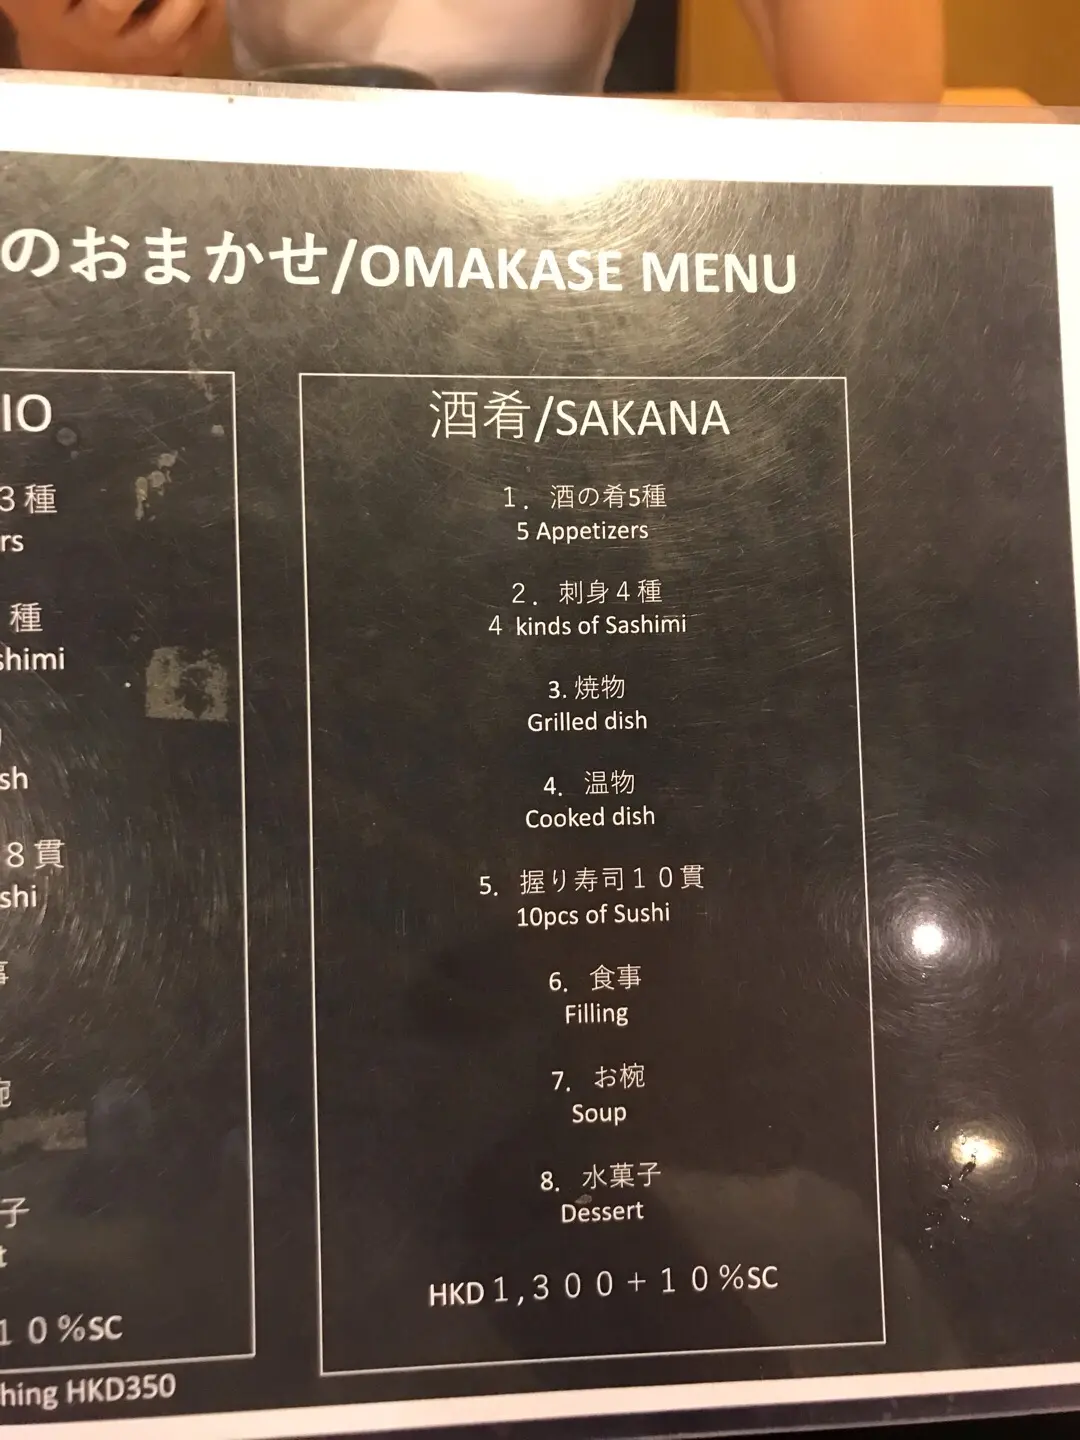 のおまかせ/OMAKASE MENU
IO
3種
rs
種
shimi
sh
8貫
shi
事
椀
子
t
10%SC
hing HKD350
酒肴/SAKANA
1. 酒の肴5種
5 Appetizers
2. 刺身4種
4 kinds of Sashimi
3. 焼物
Grilled dish
4. 温物
Cooked dish
5. 握り寿司10貫
10pcs of Sushi
6. 食事
Filling
7. お椀
Soup
8. 水菓子
Dessert
HKD1,300+10%SC